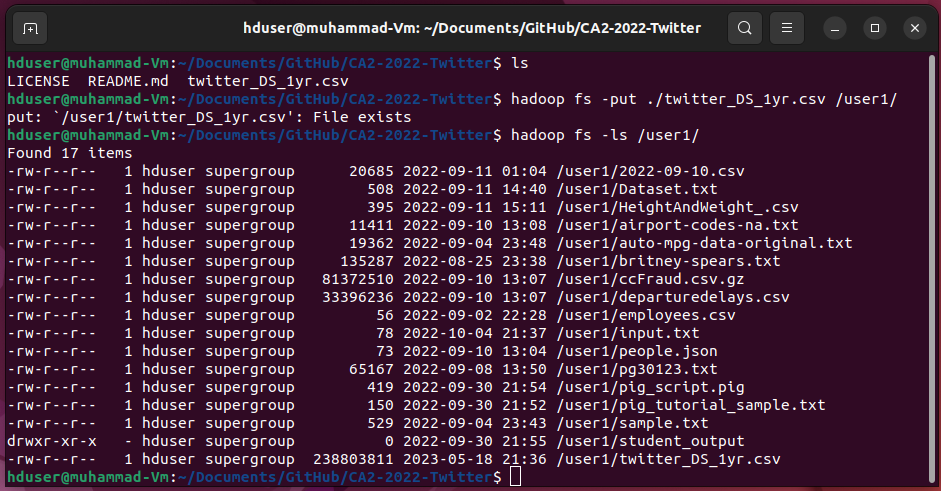 hduser@muhammad-Vm: ~/Documents/GitHub/CA2-2022-Twitter
hduser@muhammad-Vm:~/Documents/GitHub/CA2-2022-Twitter$ ls
LICENSE  README.md  twitter_DS_1yr.csv
hduser@muhammad-Vm:~/Documents/GitHub/CA2-2022-Twitter$ hadoop fs -put ./twitter_DS_1yr.csv /user1/
put: `/user1/twitter_DS_1yr.csv': File exists
hduser@muhammad-Vm:~/Documents/GitHub/CA2-2022-Twitter$ hadoop fs -ls /user1/
Found 17 items
-rw-r--r--   1 hduser supergroup      20685 2022-09-11 01:04 /user1/2022-09-10.csv
-rw-r--r--   1 hduser supergroup        508 2022-09-11 14:40 /user1/Dataset.txt
-rw-r--r--   1 hduser supergroup        395 2022-09-11 15:11 /user1/HeightAndWeight_.csv
-rw-r--r--   1 hduser supergroup      11411 2022-09-10 13:08 /user1/airport-codes-na.txt
-rw-r--r--   1 hduser supergroup      19362 2022-09-04 23:48 /user1/auto-mpg-data-original.txt
-rw-r--r--   1 hduser supergroup     135287 2022-08-25 23:38 /user1/britney-spears.txt
-rw-r--r--   1 hduser supergroup   81372510 2022-09-10 13:07 /user1/ccFraud.csv.gz
-rw-r--r--   1 hduser supergroup   33396236 2022-09-10 13:07 /user1/departuredelays.csv
-rw-r--r--   1 hduser supergroup         56 2022-09-02 22:28 /user1/employees.csv
-rw-r--r--   1 hduser supergroup         78 2022-10-04 21:37 /user1/input.txt
-rw-r--r--   1 hduser supergroup         73 2022-09-10 13:04 /user1/people.json
-rw-r--r--   1 hduser supergroup      65167 2022-09-08 13:50 /user1/pg30123.txt
-rw-r--r--   1 hduser supergroup        419 2022-09-30 21:54 /user1/pig_script.pig
-rw-r--r--   1 hduser supergroup        150 2022-09-30 21:52 /user1/pig_tutorial_sample.txt
-rw-r--r--   1 hduser supergroup        529 2022-09-04 23:43 /user1/sample.txt
drwxr-xr-x   - hduser supergroup          0 2022-09-30 21:55 /user1/student_output
-rw-r--r--   1 hduser supergroup  238803811 2023-05-18 21:36 /user1/twitter_DS_1yr.csv
hduser@muhammad-Vm:~/Documents/GitHub/CA2-2022-Twitter$